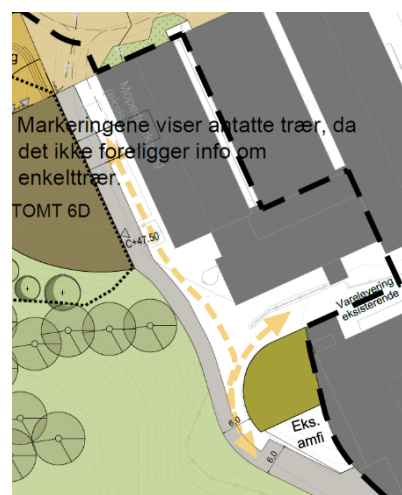 Markeringene viser antatte trær, da
det ikke foreligger info om
enkelttrær.
TOMT 6D
C+47.50
Varelevering
eksisterende
Eks.
amfi
6,0
6,0